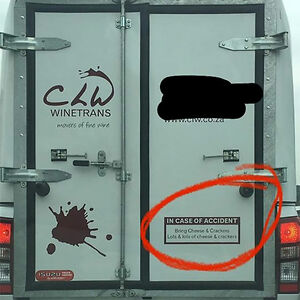 CLW
WINETRANS
movers of fine wine
www.clw.co.za
IN CASE OF ACCIDENT
Bring Cheese & Crackers
Lots & lots of cheese & crackers
ISUZU